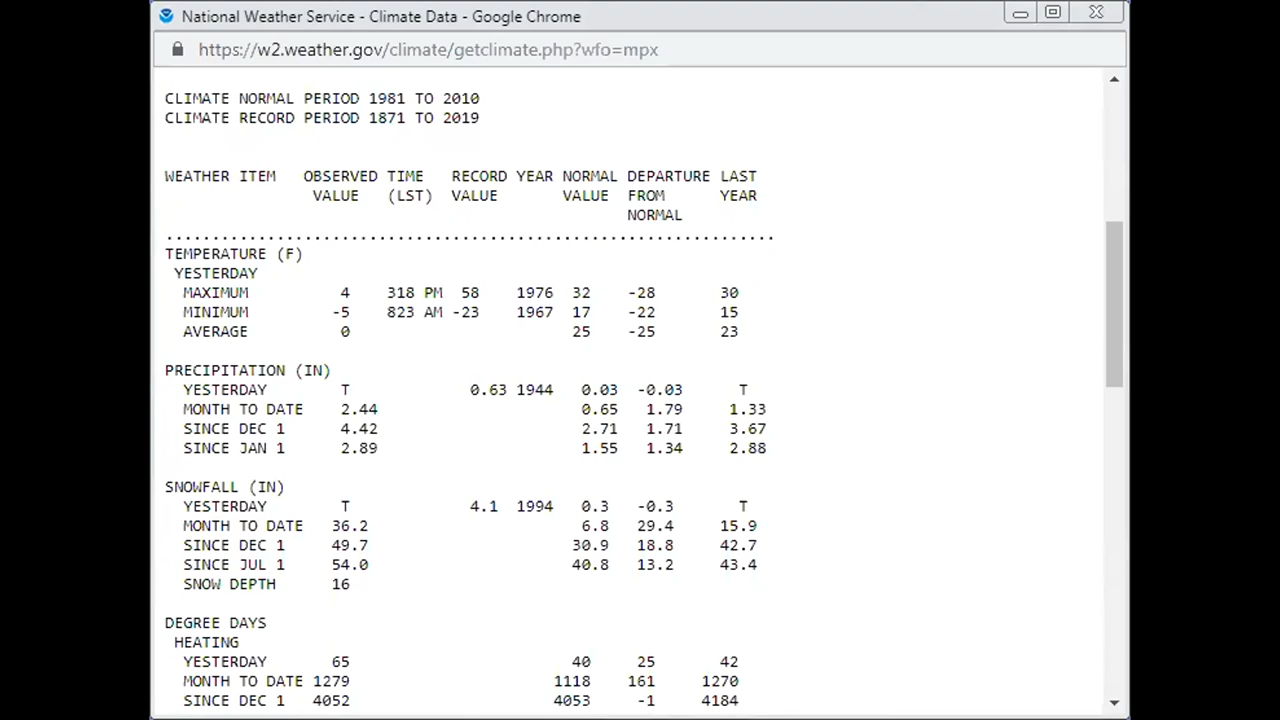 National Weather Service - Climate Data - Google Chrome
https://w2.weather.gov/climate/getclimate.php?wfo=mpx
CLIMATE NORMAL PERIOD 1981 TO 2010
CLIMATE RECORD PERIOD 1871 TO 2019
WEATHER ITEM   OBSERVED TIME   RECORD YEAR NORMAL DEPARTURE LAST
                VALUE   (LST)  VALUE       VALUE  FROM      YEAR
                                                  NORMAL
..................................................................
TEMPERATURE (F)
 YESTERDAY
  MAXIMUM          4    318 PM  58    1976  32    -28       30
  MINIMUM         -5    823 AM -23    1967  17    -22       15
  AVERAGE          0                        25    -25       23
PRECIPITATION (IN)
  YESTERDAY        T             0.63 1944   0.03  -0.03      T
  MONTH TO DATE    2.44                      0.65   1.79     1.33
  SINCE DEC 1      4.42                      2.71   1.71     3.67
  SINCE JAN 1      2.89                      1.55   1.34     2.88
SNOWFALL (IN)
  YESTERDAY        T             4.1  1994   0.3   -0.3       T
  MONTH TO DATE   36.2                       6.8   29.4     15.9
  SINCE DEC 1     49.7                      30.9   18.8     42.7
  SINCE JUL 1     54.0                      40.8   13.2     43.4
  SNOW DEPTH      16
DEGREE DAYS
 HEATING
  YESTERDAY       65                        40     25       42
  MONTH TO DATE 1279                      1118    161     1270
  SINCE DEC 1   4052                      4053     -1     4184